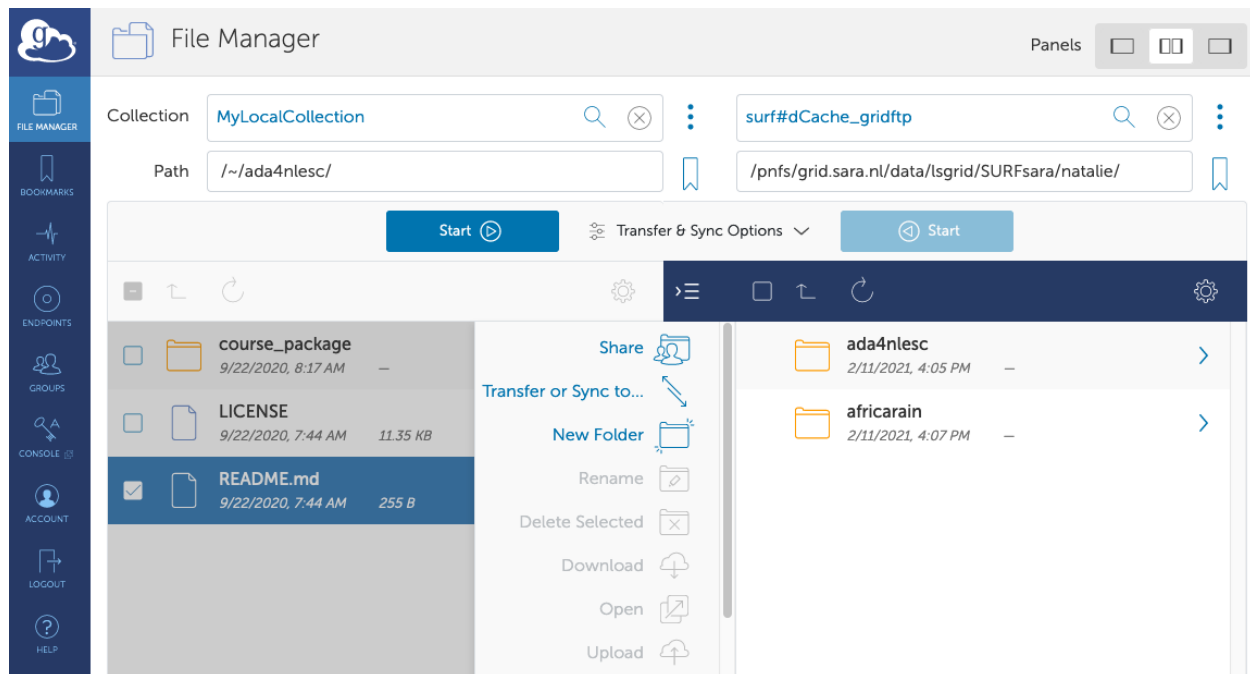 g
File Manager
Panels
FILE MANAGER
BOOKMARKS
ACTIVITY
ENDPOINTS
GROUPS
CONSOLE
ACCOUNT
LOGOUT
HELP
Collection
MyLocalCollection
surf#dCache_gridftp
Path
/~/ada4nlesc/
/pnfs/grid.sara.nl/data/lsgrid/SURFsara/natalie/
Start
Transfer & Sync Options
Start
course_package
9/22/2020, 8:17 AM –
LICENSE
9/22/2020, 7:44 AM 11.35 KB
README.md
9/22/2020, 7:44 AM 255 B
Share
Transfer or Sync to...
New Folder
Rename
Delete Selected
Download
Open
Upload
ada4nlesc
2/11/2021, 4:05 PM –
africarain
2/11/2021, 4:07 PM –